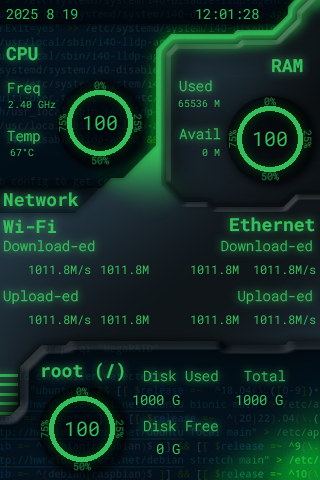 2025 8 19 12:01:28
CPU
RAM
Freq
2.40 GHz
Temp
67°C
0%
25%
50%
75%
100
Used
65536 M
Avail
0 M
0%
25%
50%
75%
100
Network
Wi-Fi
Download-ed
1011.8M/s 1011.8M
Upload-ed
1011.8M/s 1011.8M
Ethernet
Download-ed
1011.8M 1011.8M/s
Upload-ed
1011.8M 1011.8M/s
root (/)
0%
25%
50%
75%
100
Disk Used
1000 G
Total
1000 G
Disk Free
0 G